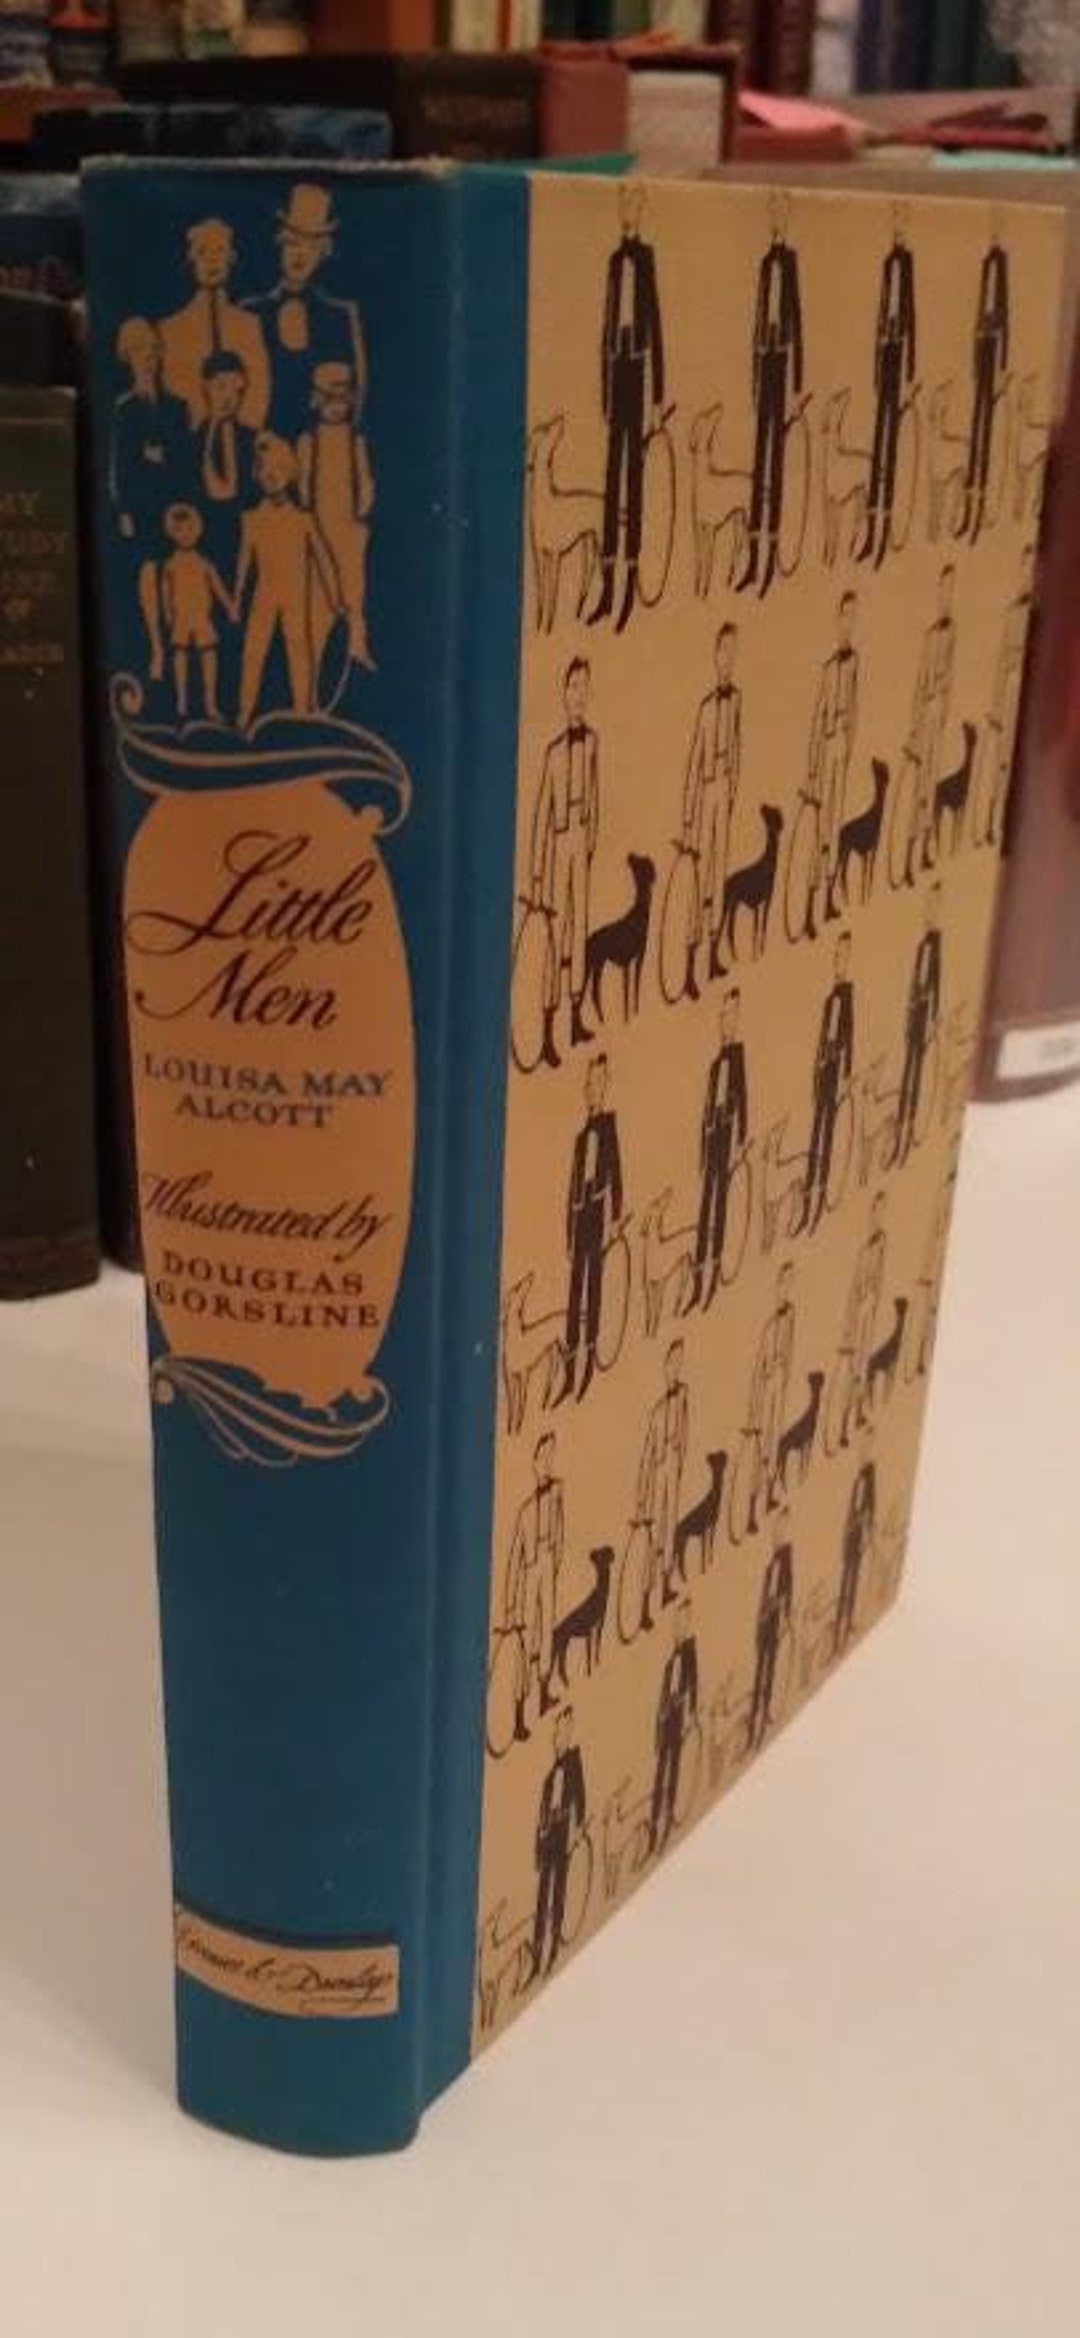 Little
Men
LOUISA MAY
ALCOTT
Illustrated by
DOUGLAS
GORSLINE
Grosset & Dunlap